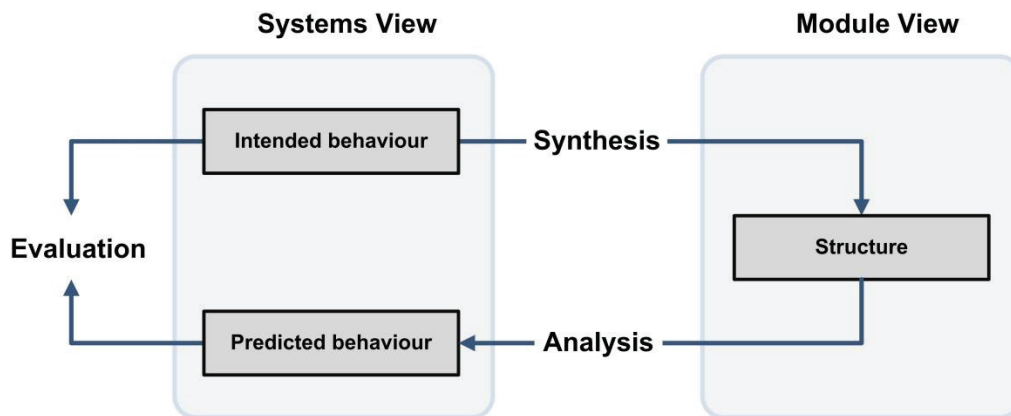 Systems View
Module View
Intended behaviour
Synthesis
Evaluation
Structure
Predicted behaviour
Analysis